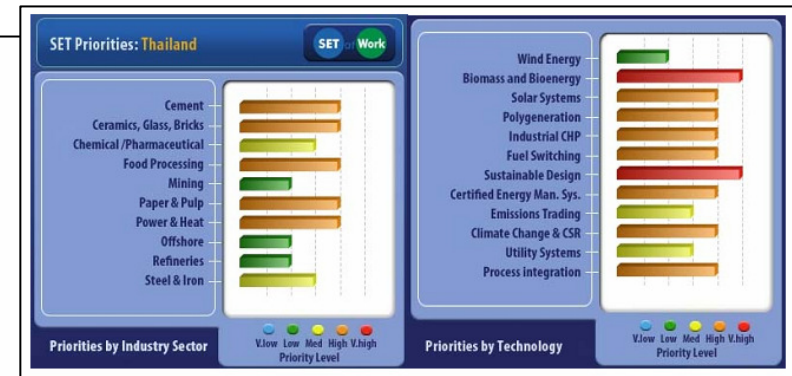 SET Priorities: Thailand
SET for Work
Cement
Ceramics, Glass, Bricks
Chemical /Pharmaceutical
Food Processing
Mining
Paper & Pulp
Power & Heat
Offshore
Refineries
Steel & Iron
Priorities by Industry Sector
V.low Low Med High V.high
Priority Level
Wind Energy
Biomass and Bioenergy
Solar Systems
Polygeneration
Industrial CHP
Fuel Switching
Sustainable Design
Certified Energy Man. Sys.
Emissions Trading
Climate Change & CSR
Utility Systems
Process integration
Priorities by Technology
V.low Low Med High V.high
Priority Level